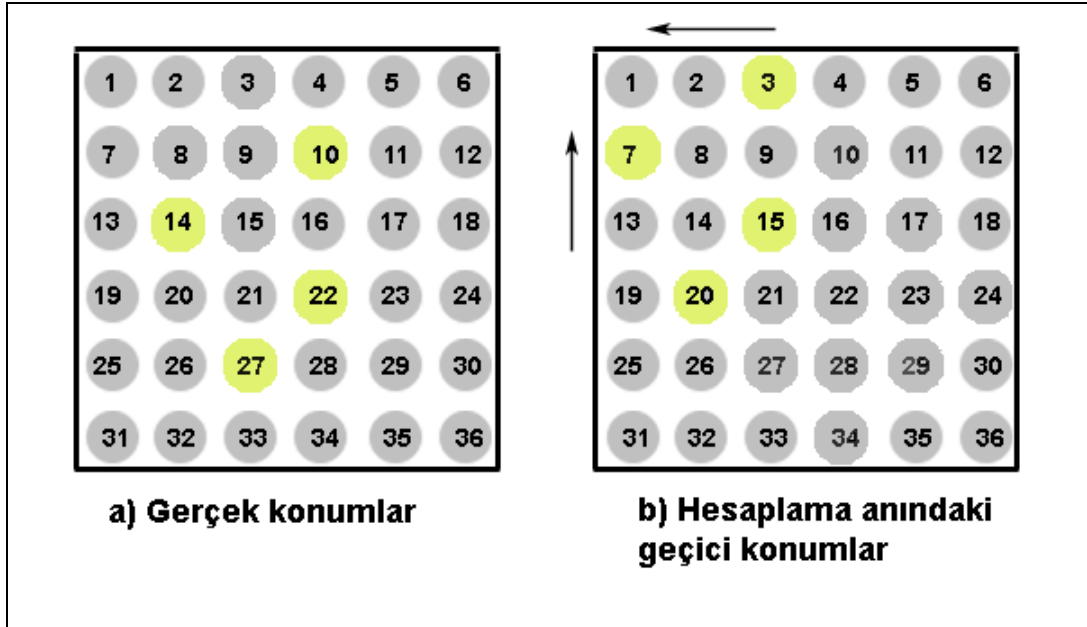 1 2 3 4 5 6
7 8 9 10 11 12
13 14 15 16 17 18
19 20 21 22 23 24
25 26 27 28 29 30
31 32 33 34 35 36
a) Gerçek konumlar
1 2 3 4 5 6
7 8 9 10 11 12
13 14 15 16 17 18
19 20 21 22 23 24
25 26 27 28 29 30
31 32 33 34 35 36
b) Hesaplama anındaki
geçici konumlar